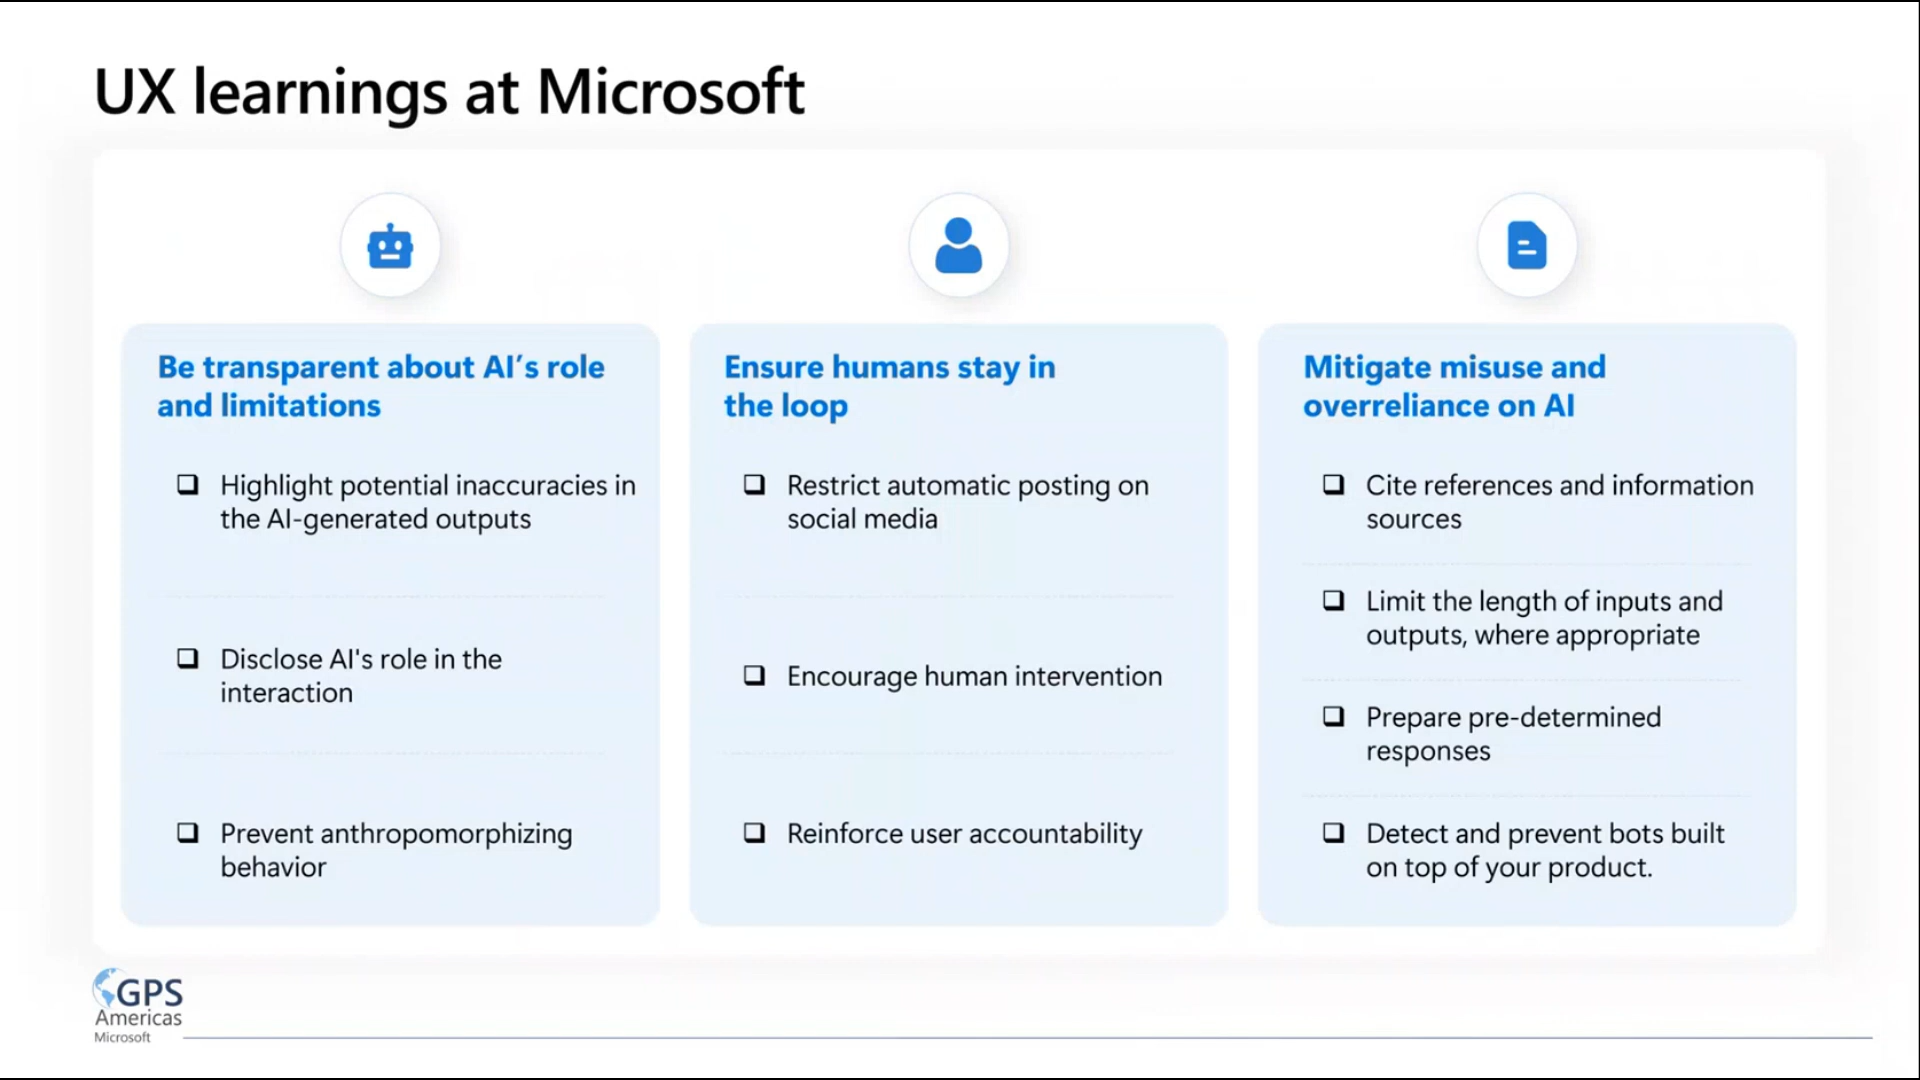 UX learnings at Microsoft
Be transparent about AI’s role
and limitations
Highlight potential inaccuracies in
the AI-generated outputs
Disclose AI's role in the
interaction
Prevent anthropomorphizing
behavior
Ensure humans stay in
the loop
Restrict automatic posting on
social media
Encourage human intervention
Reinforce user accountability
Mitigate misuse and
overreliance on AI
Cite references and information
sources
Limit the length of inputs and
outputs, where appropriate
Prepare pre-determined
responses
Detect and prevent bots built
on top of your product.
GPS
Americas
Microsoft